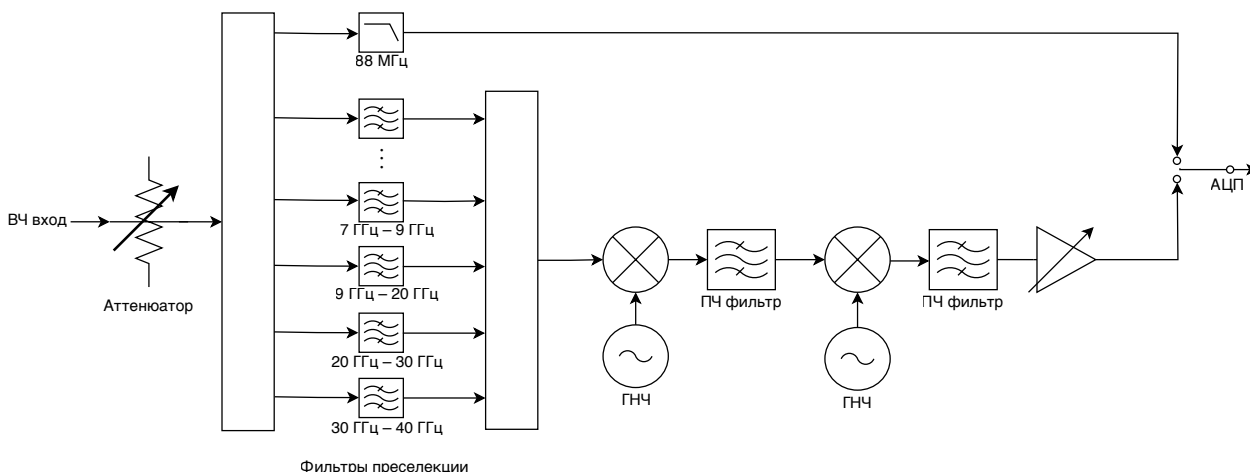 88 МГц
7 ГГц – 9 ГГц
АЦП
ВЧ вход
9 ГГц – 20 ГГц
Аттенюатор
ПЧ фильтр
ПЧ фильтр
20 ГГц – 30 ГГц
ГНЧ
ГНЧ
30 ГГц – 40 ГГц
Фильтры преселекции